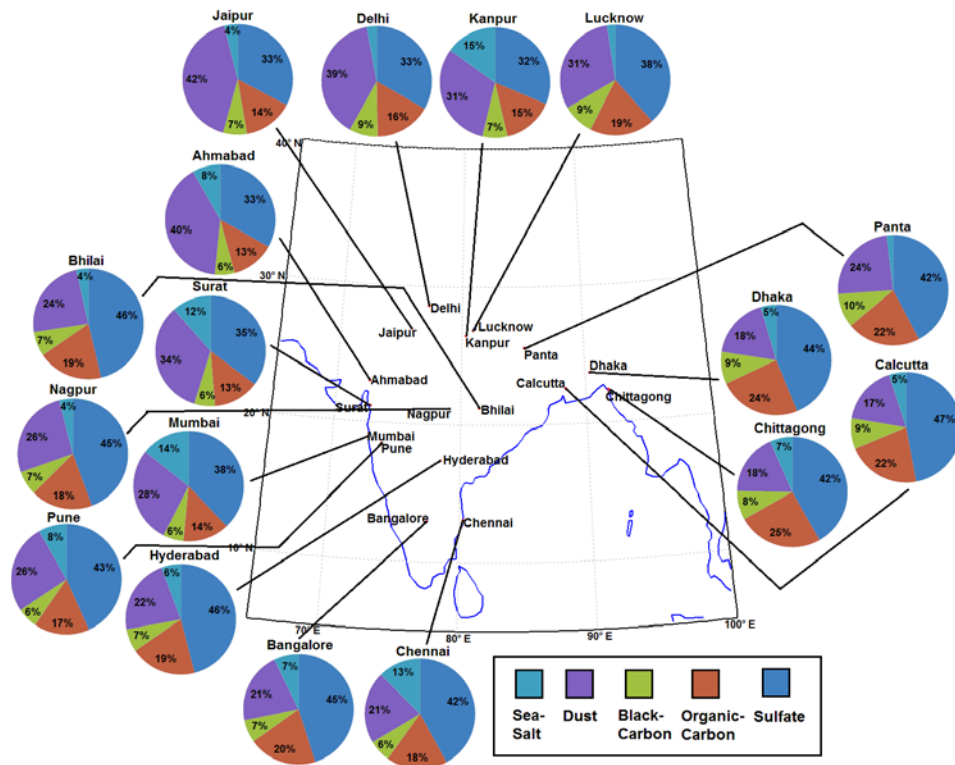 Jaipur
4%
33%
42%
14%
7%
Delhi
33%
39%
16%
9%
Kanpur
15%
32%
31%
15%
7%
Lucknow
38%
31%
19%
9%
40° N
Ahmabad
8%
33%
40%
13%
6%
Panta
42%
24%
10%
22%
Bhilai
4%
46%
24%
7%
19%
30° N
Surat
12%
35%
34%
13%
6%
Delhi
Jaipur
Lucknow
Kanpur
Panta
Dhaka
5%
44%
18%
9%
24%
Dhaka
Ahmabad
Calcutta
Chittagong
Surat
Nagpur
Bhilai
20° N
Calcutta
5%
47%
17%
9%
22%
Nagpur
4%
45%
26%
7%
18%
Mumbai
14%
38%
28%
14%
6%
Mumbai
Pune
Hyderabad
Chittagong
7%
42%
18%
8%
25%
Bangalore
Chennai
Pune
8%
43%
26%
6%
17%
10° N
Hyderabad
6%
46%
22%
7%
19%
70° E
80° E
90° E
100° E
Bangalore
7%
45%
21%
7%
20%
Chennai
13%
42%
21%
6%
18%
Sea-
Salt
Dust
Black-
Carbon
Organic-
Carbon
Sulfate